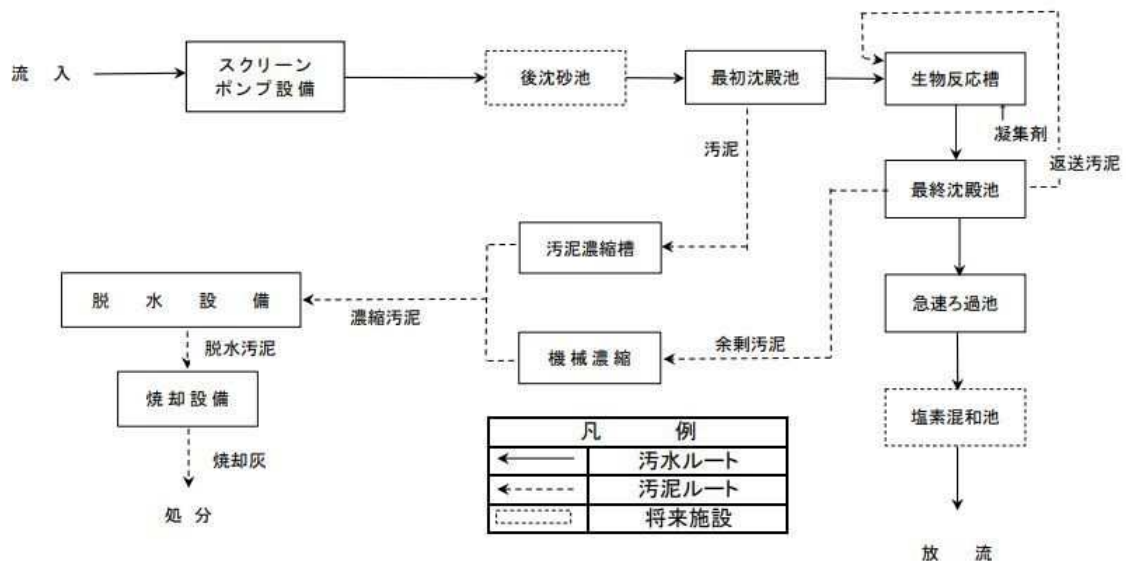 流 入
スクリーン
ポンプ設備
後沈砂池
最初沈殿池
生物反応槽
凝集剤
汚泥
返送汚泥
最終沈殿池
汚泥濃縮槽
脱 水 設 備
濃縮汚泥
急速ろ過池
余剰汚泥
脱水汚泥
機械濃縮
焼却設備
塩素混和池
凡 例
汚水ルート
焼却灰
汚泥ルート
処 分
将来施設
放 流